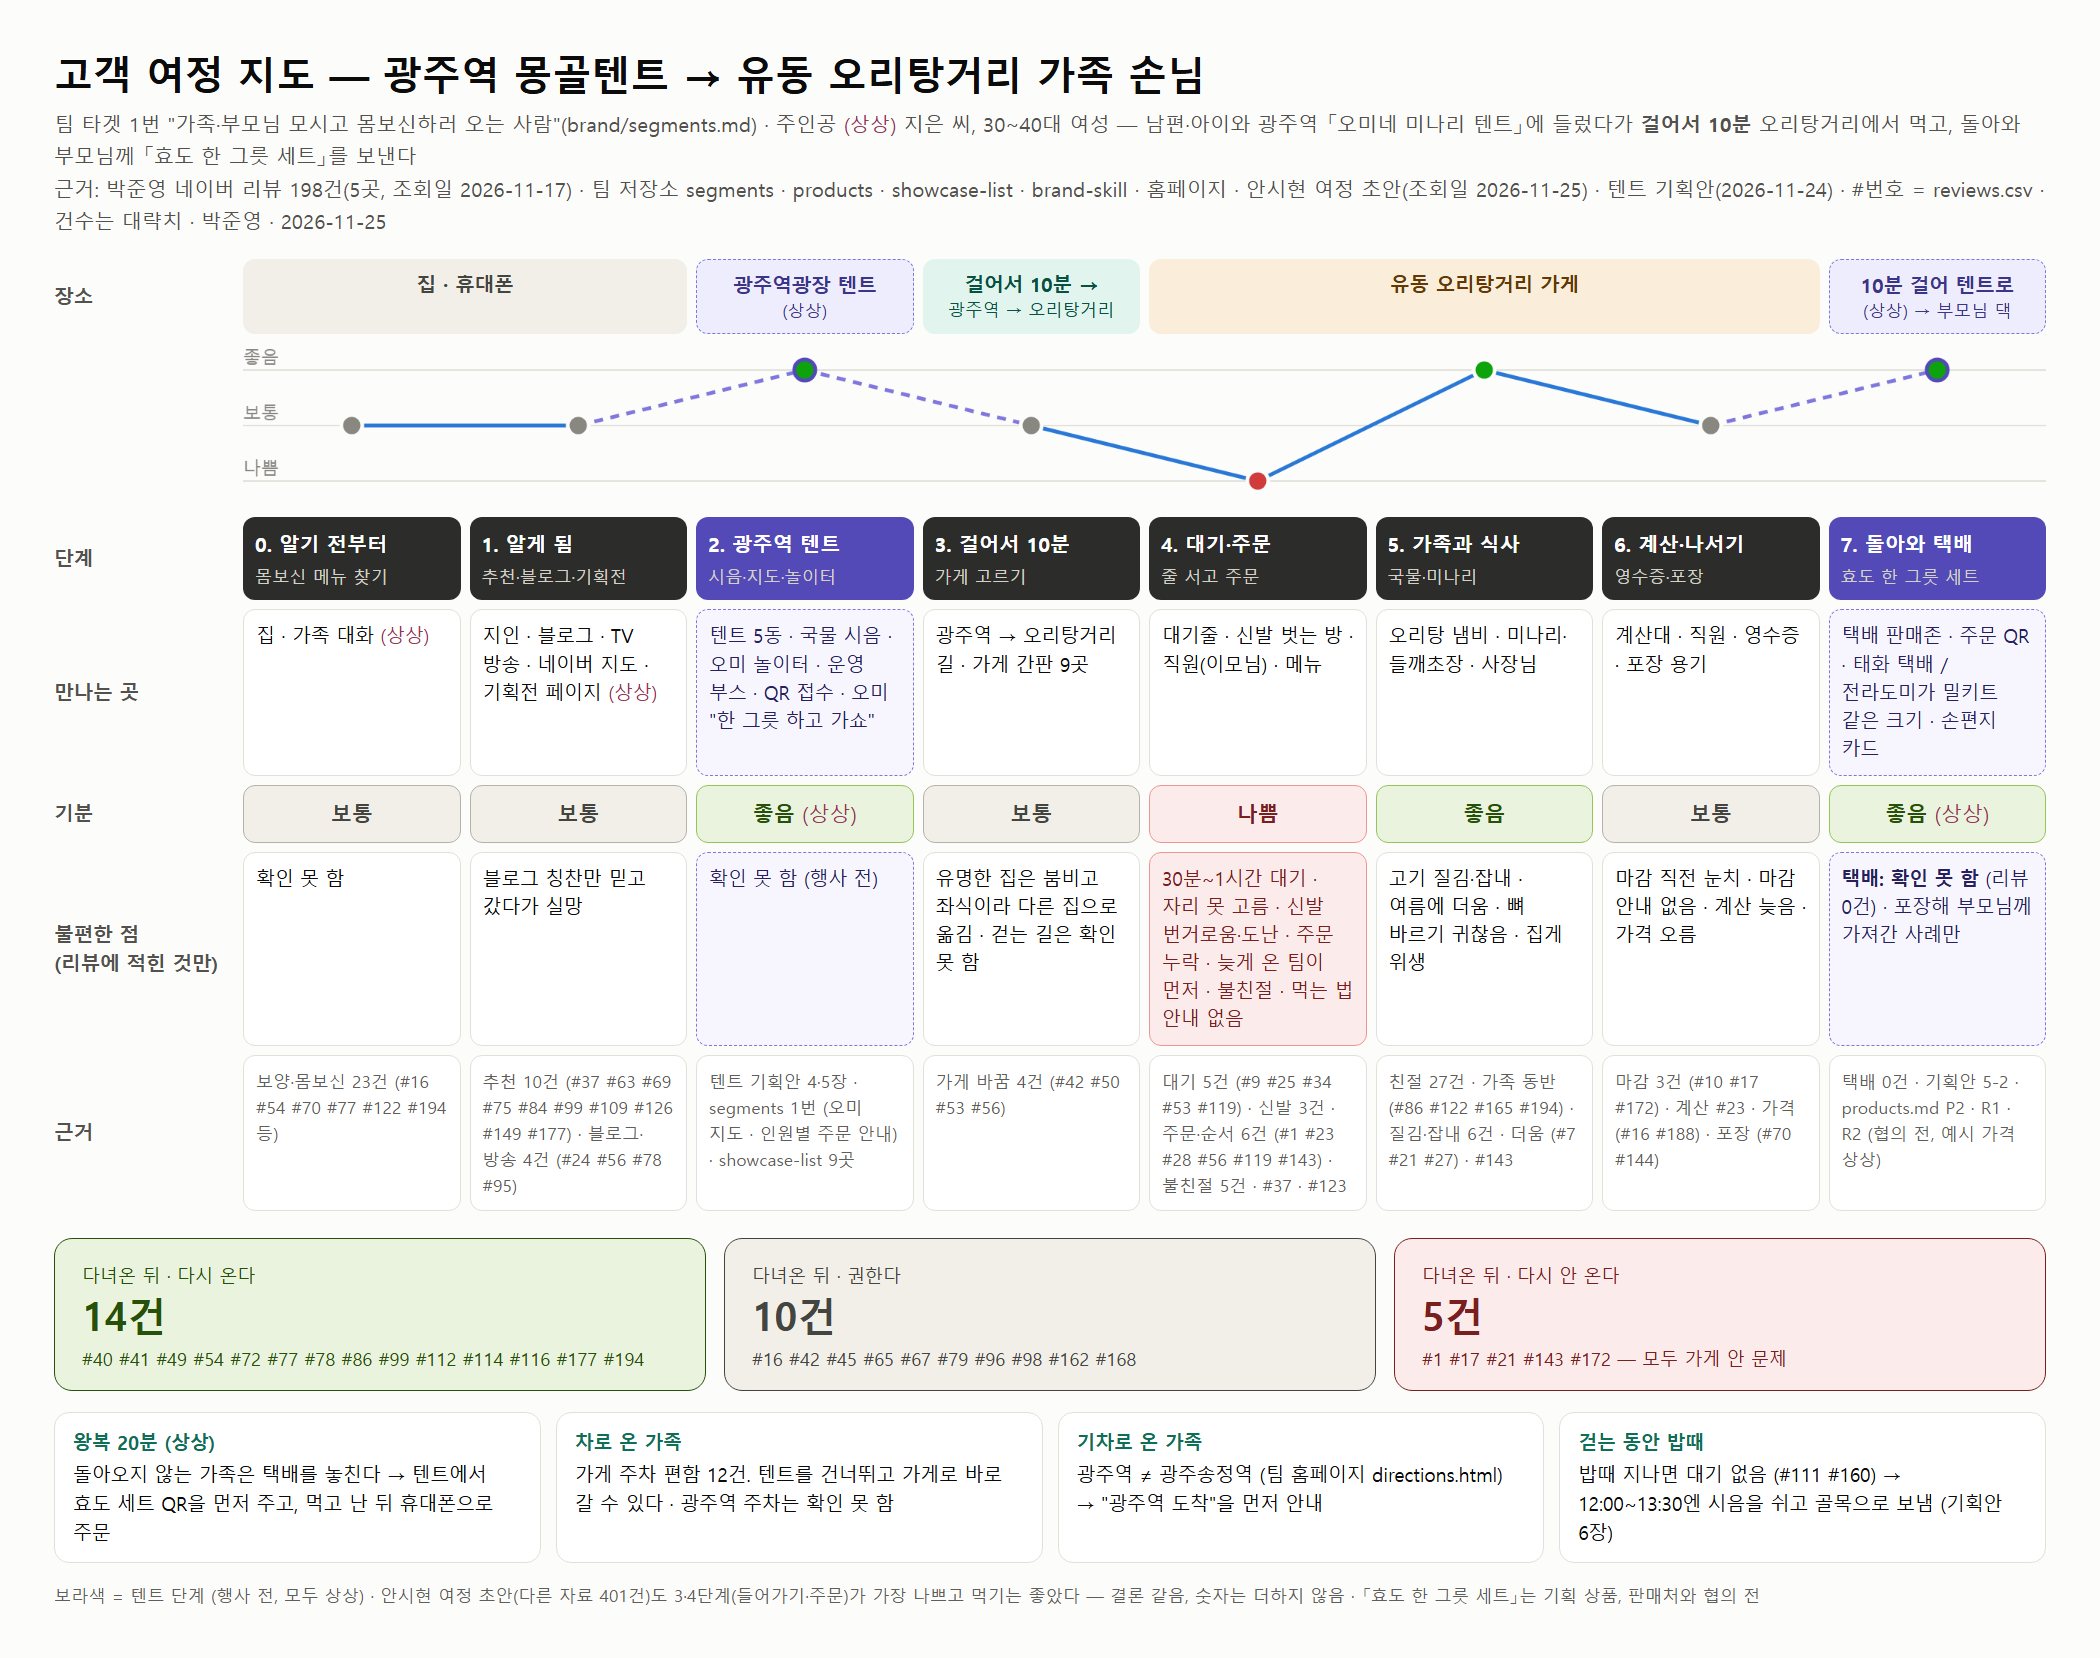 고객 여정 지도 — 광주역 몽골텐트 → 유동 오리탕거리 가족 손님
팀 타겟 1번 "가족·부모님 모시고 몸보신하러 오는 사람"(brand/segments.md) · 주인공 (상상) 지은 씨, 30~40대 여성 — 남편·아이와 광주역 「오미네 미나리 텐트」에 들렀다가 걸어서 10분 오리탕거리에서 먹고, 돌아와
부모님께 「효도 한 그릇 세트」를 보낸다
근거: 박준영 네이버 리뷰 198건(5곳, 조회일 2026-11-17) · 팀 저장소 segments · products · showcase-list · brand-skill · 홈페이지 · 안시현 여정 초안(조회일 2026-11-25) · 텐트 기획안(2026-11-24) · #번호 = reviews.csv ·
건수는 대략치 · 박준영 · 2026-11-25
장소
집 · 휴대폰
광주역광장 텐트
(상상)
걸어서 10분 →
광주역 → 오리탕거리
유동 오리탕거리 가게
10분 걸어 텐트로
(상상) → 부모님 댁
좋음
보통
나쁨
단계
0. 알기 전부터
몸보신 메뉴 찾기
1. 알게 됨
추천·블로그·기획전
2. 광주역 텐트
시음·지도·놀이터
3. 걸어서 10분
가게 고르기
4. 대기·주문
줄 서고 주문
5. 가족과 식사
국물·미나리
6. 계산·나서기
영수증·포장
7. 돌아와 택배
효도 한 그릇 세트
만나는 곳
집 · 가족 대화 (상상)
지인 · 블로그 · TV
방송 · 네이버 지도 ·
기획전 페이지 (상상)
텐트 5동 · 국물 시음 ·
오미 놀이터 · 운영
부스 · QR 접수 · 오미
"한 그릇 하고 가쇼"
광주역 → 오리탕거리
길 · 가게 간판 9곳
대기줄 · 신발 벗는 방 ·
직원(이모님) · 메뉴
오리탕 냄비 · 미나리·
들깨초장 · 사장님
계산대 · 직원 · 영수증
· 포장 용기
택배 판매존 · 주문 QR
· 태화 택배 /
전라도미가 밀키트
같은 크기 · 손편지
카드
기분
보통
보통
좋음 (상상)
보통
나쁨
좋음
보통
좋음 (상상)
불편한 점
(리뷰에 적힌 것만)
확인 못 함
블로그 칭찬만 믿고
갔다가 실망
확인 못 함 (행사 전)
유명한 집은 붐비고
좌식이라 다른 집으로
옮김 · 걷는 길은 확인
못 함
30분~1시간 대기 ·
자리 못 고름 · 신발
번거로움·도난 · 주문
누락 · 늦게 온 팀이
먼저 · 불친절 · 먹는 법
안내 없음
고기 질김·잡내 ·
여름에 더움 · 뼈
바르기 귀찮음 · 집게
위생
마감 직전 눈치 · 마감
안내 없음 · 계산 늦음 ·
가격 오름
택배: 확인 못 함 (리뷰
0건) · 포장해 부모님께
가져간 사례만
근거
보양·몸보신 23건 (#16
#54 #70 #77 #122 #194
등)
추천 10건 (#37 #63 #69
#75 #84 #99 #109 #126
#149 #177) · 블로그·
방송 4건 (#24 #56 #78
#95)
텐트 기획안 4·5장 ·
segments 1번 (오미
지도 · 인원별 주문 안내)
· showcase-list 9곳
가게 바꿈 4건 (#42 #50
#53 #56)
대기 5건 (#9 #25 #34
#53 #119) · 신발 3건 ·
주문·순서 6건 (#1 #23
#28 #56 #119 #143) ·
불친절 5건 · #37 · #123
친절 27건 · 가족 동반
(#86 #122 #165 #194) ·
질김·잡내 6건 · 더움 (#7
#21 #27) · #143
마감 3건 (#10 #17
#172) · 계산 #23 · 가격
(#16 #188) · 포장 (#70
#144)
택배 0건 · 기획안 5-2 ·
products.md P2 · R1 ·
R2 (협의 전, 예시 가격
상상)
다녀온 뒤 · 다시 온다
14건
#40 #41 #49 #54 #72 #77 #78 #86 #99 #112 #114 #116 #177 #194
다녀온 뒤 · 권한다
10건
#16 #42 #45 #65 #67 #79 #96 #98 #162 #168
다녀온 뒤 · 다시 안 온다
5건
#1 #17 #21 #143 #172 — 모두 가게 안 문제
왕복 20분 (상상)
돌아오지 않는 가족은 택배를 놓친다 → 텐트에서
효도 세트 QR을 먼저 주고, 먹고 난 뒤 휴대폰으로
주문
차로 온 가족
가게 주차 편함 12건. 텐트를 건너뛰고 가게로 바로
갈 수 있다 · 광주역 주차는 확인 못 함
기차로 온 가족
광주역 ≠ 광주송정역 (팀 홈페이지 directions.html)
→ "광주역 도착"을 먼저 안내
걷는 동안 밥때
밥때 지나면 대기 없음 (#111 #160) →
12:00~13:30엔 시음을 쉬고 골목으로 보냄 (기획안
6장)
보라색 = 텐트 단계 (행사 전, 모두 상상) · 안시현 여정 초안(다른 자료 401건)도 3·4단계(들어가기·주문)가 가장 나쁘고 먹기는 좋았다 — 결론 같음, 숫자는 더하지 않음 · 「효도 한 그릇 세트」는 기획 상품, 판매처와 협의 전